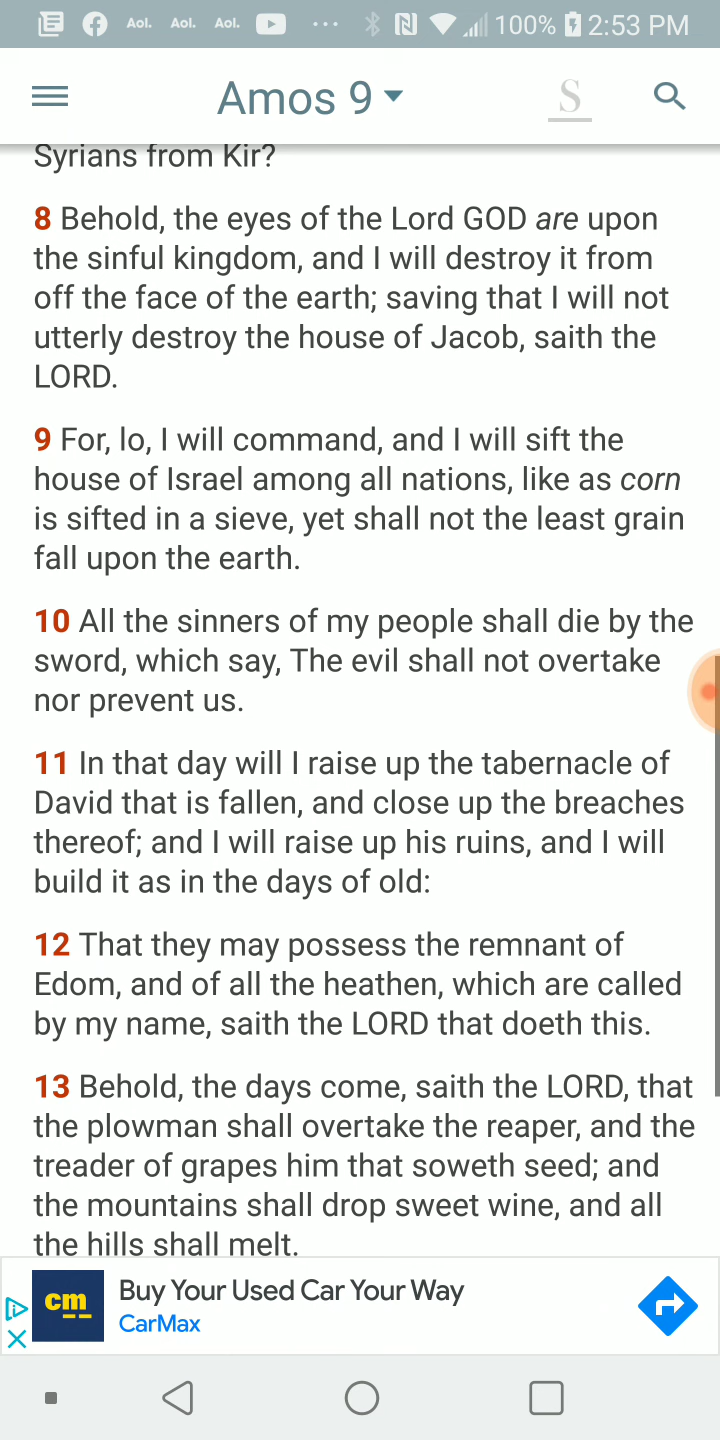 Aol. Aol. Aol. ... 100% 2:53 PM
Amos 9 S
Syrians from Kir?
8 Behold, the eyes of the Lord GOD are upon
the sinful kingdom, and I will destroy it from
off the face of the earth; saving that I will not
utterly destroy the house of Jacob, saith the
LORD.
9 For, lo, I will command, and I will sift the
house of Israel among all nations, like as corn
is sifted in a sieve, yet shall not the least grain
fall upon the earth.
10 All the sinners of my people shall die by the
sword, which say, The evil shall not overtake
nor prevent us.
11 In that day will I raise up the tabernacle of
David that is fallen, and close up the breaches
thereof; and I will raise up his ruins, and I will
build it as in the days of old:
12 That they may possess the remnant of
Edom, and of all the heathen, which are called
by my name, saith the LORD that doeth this.
13 Behold, the days come, saith the LORD, that
the plowman shall overtake the reaper, and the
treader of grapes him that soweth seed; and
the mountains shall drop sweet wine, and all
the hills shall melt.
cm
Buy Your Used Car Your Way
CarMax